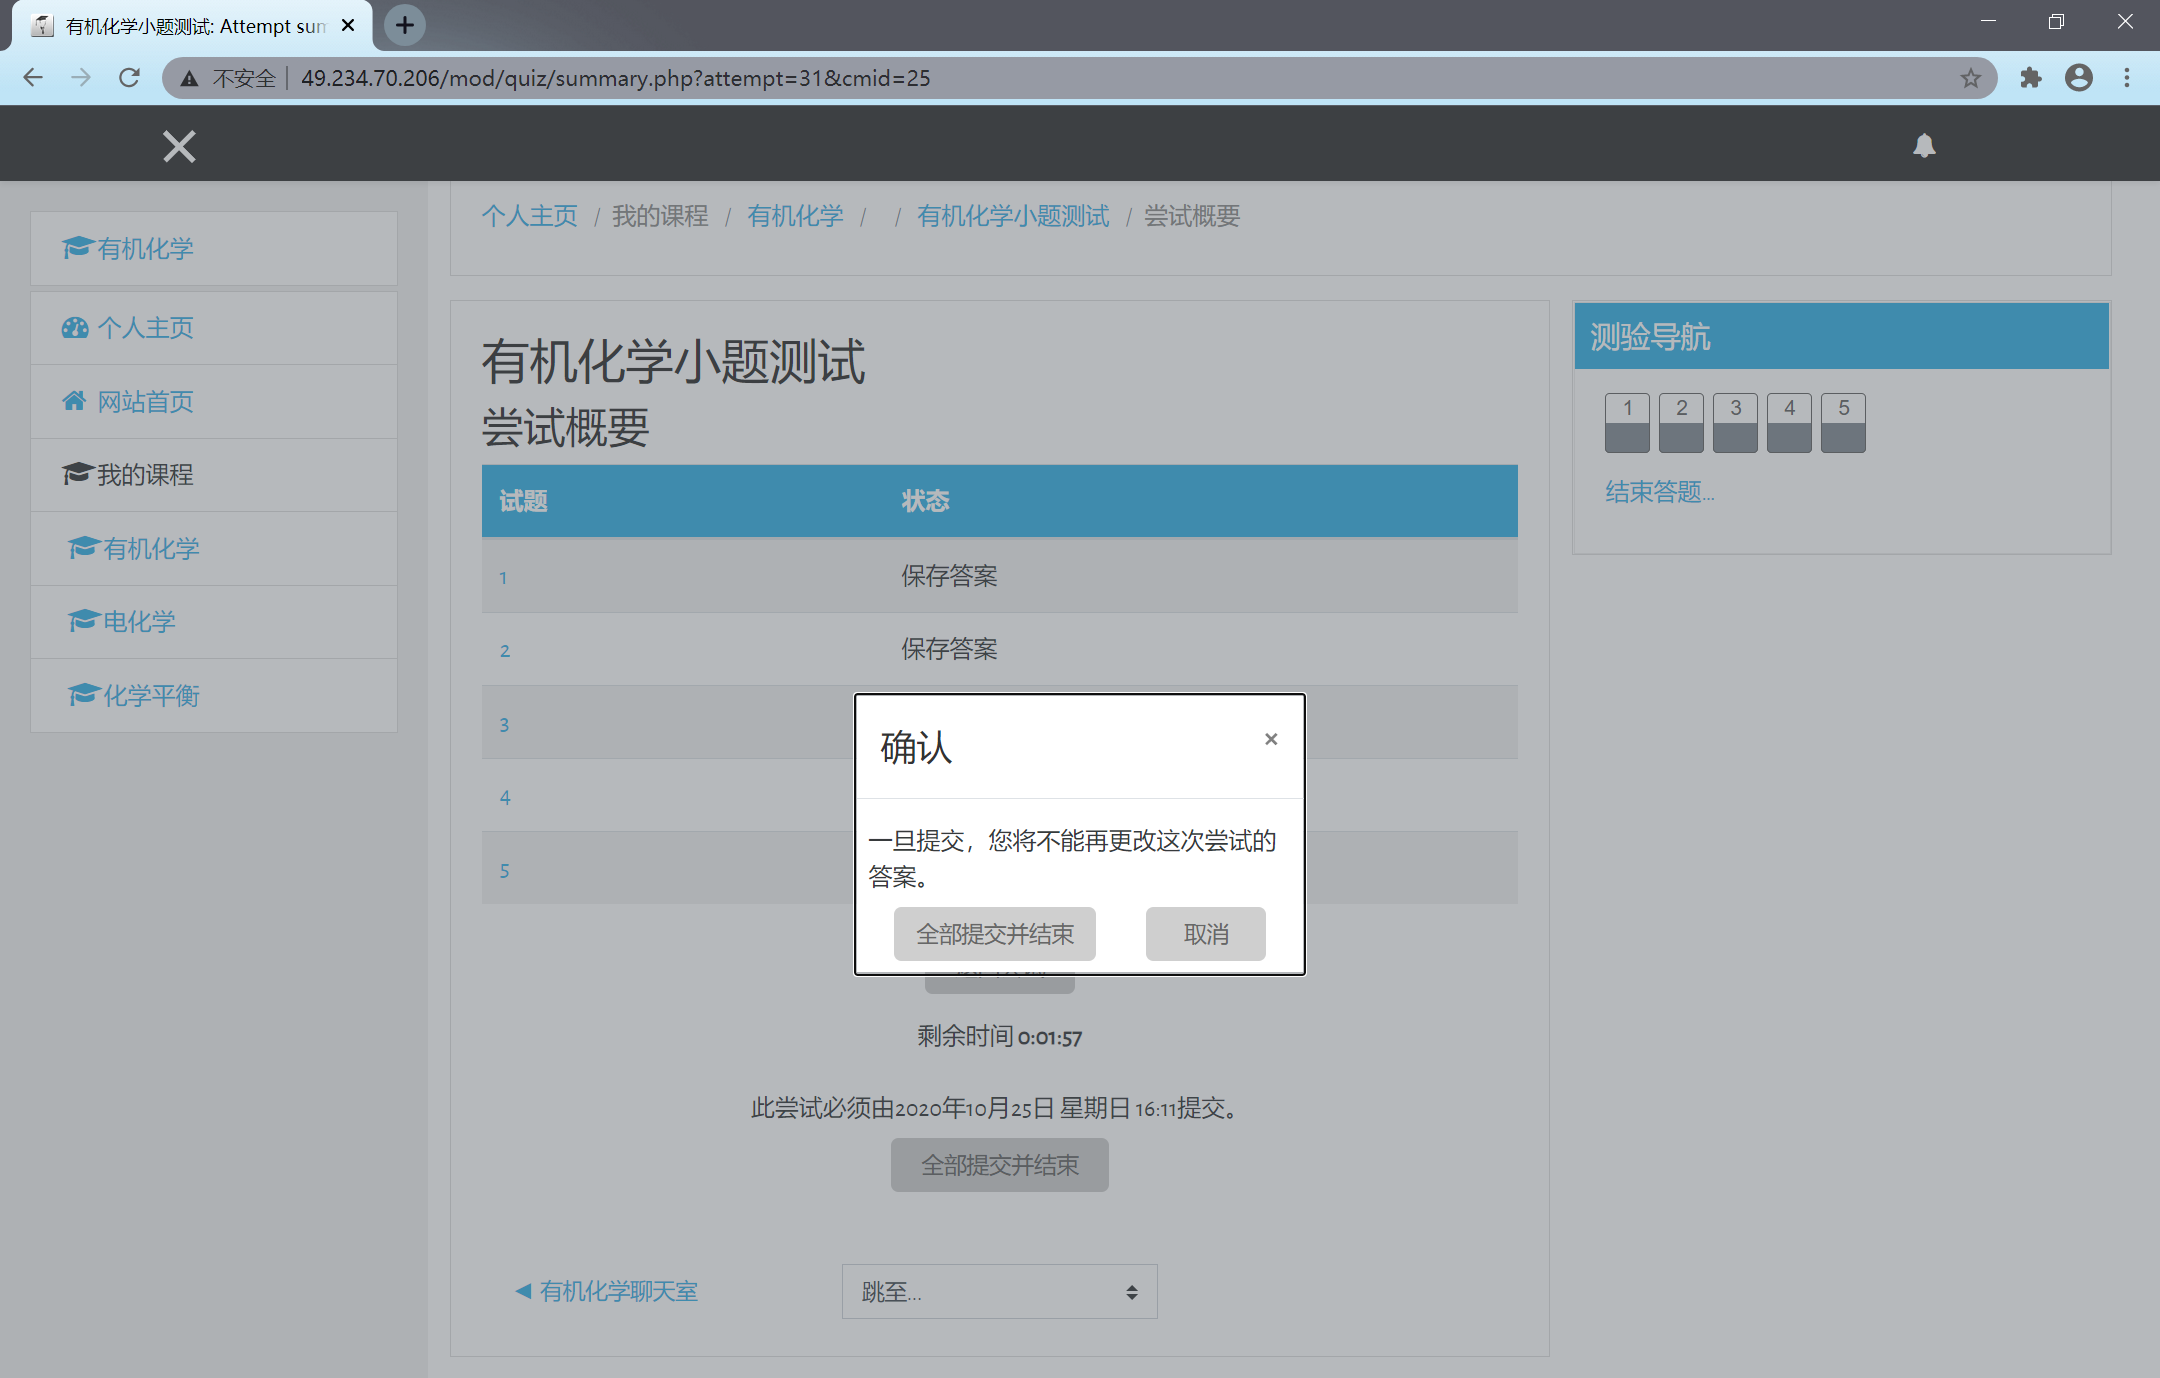 有机化学小题测试: Attempt sum
不安全 49.234.70.206/mod/quiz/summary.php?attempt=31&cmid=25
个人主页 / 我的课程 / 有机化学 / / 有机化学小题测试 / 尝试概要
有机化学
个人主页
网站首页
我的课程
有机化学
电化学
化学平衡
有机化学小题测试
尝试概要
试题 状态
1 保存答案
2 保存答案
3
4
5
确认 ×
一旦提交，您将不能再更改这次尝试的
答案。
全部提交并结束 取消
剩余时间 0:01:57
此尝试必须由2020年10月25日 星期日 16:11提交。
全部提交并结束
◄ 有机化学聊天室
跳至...
测验导航
1 2 3 4 5
结束答题...